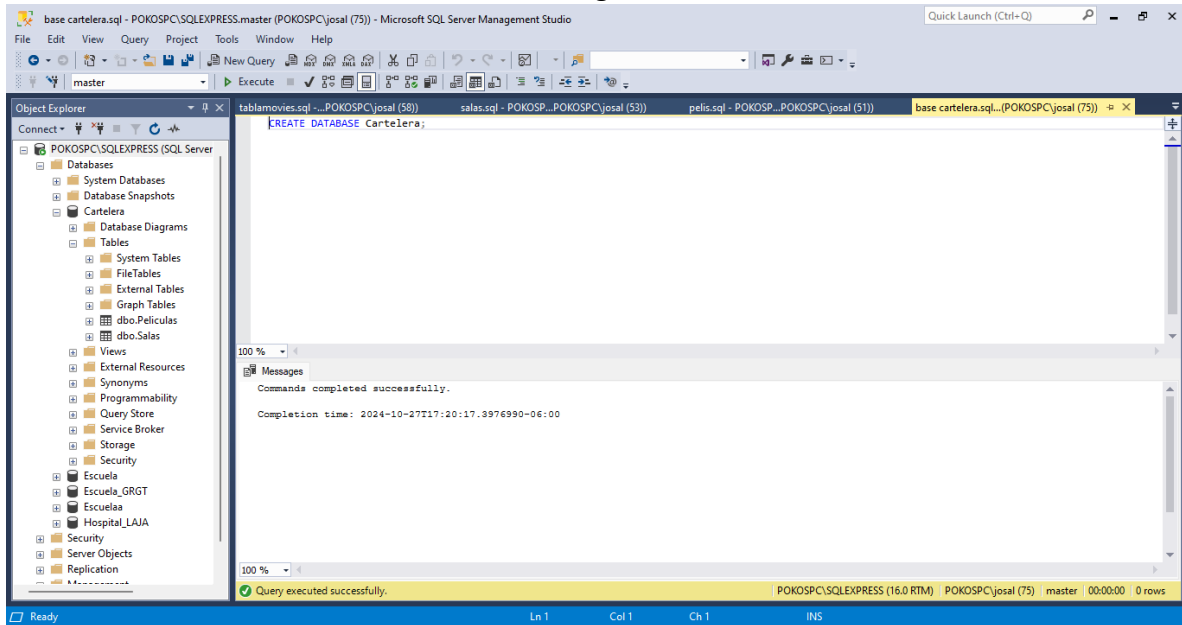 base cartelera.sql - POKOSPC\SQLEXPRESS.master (POKOSPC\josal (75)) - Microsoft SQL Server Management Studio
Quick Launch (Ctrl+Q)
File Edit View Query Project Tools Window Help
New Query
master
Execute
Object Explorer
tablamovies.sql -...POKOSPC\josal (58))
salas.sql - POKOSP...POKOSPC\josal (53))
pelis.sql - POKOSP...POKOSPC\josal (51))
base cartelera.sql...(POKOSPC\josal (75))
Connect
CREATE DATABASE Cartelera;
POKOSPC\SQLEXPRESS (SQL Server
Databases
System Databases
Database Snapshots
Cartelera
Database Diagrams
Tables
System Tables
FileTables
External Tables
Graph Tables
dbo.Peliculas
dbo.Salas
Views
External Resources
Synonyms
Programmability
Query Store
Service Broker
Storage
Security
Escuela
Escuela_GRGT
Escuelaa
Hospital_LAJA
Security
Server Objects
Replication
100 %
Messages
Commands completed successfully.
Completion time: 2024-10-27T17:20:17.3976990-06:00
100 %
Query executed successfully.
POKOSPC\SQLEXPRESS (16.0 RTM)
POKOSPC\josal (75)
master
00:00:00
0 rows
Ready
Ln 1
Col 1
Ch 1
INS